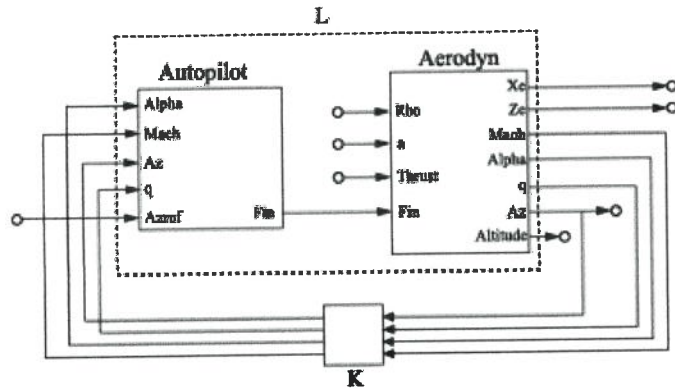 L
Autopilot
Alpha
Mach
Az
q
Azref
Fin
Aerodyn
Rho
a
Thrust
Fin
Xe
Ze
Mach
Alpha
q
Az
Altitude
K